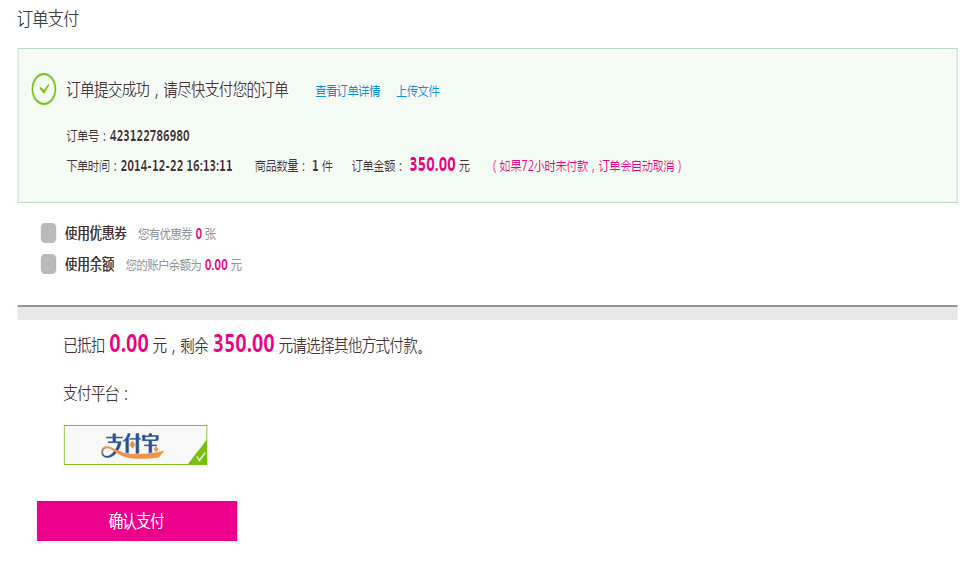 订单支付
订单提交成功，请尽快支付您的订单 查看订单详情 上传文件
订单号：423122786980
下单时间：2014-12-22 16:13:11 商品数量： 1 件 订单金额： 350.00 元 （如果72小时未付款，订单会自动取消）
使用优惠券 您有优惠券 0 张
使用余额 您的账户余额为 0.00 元
已抵扣 0.00 元，剩余 350.00 元请选择其他方式付款。
支付平台：
支付宝
确认支付